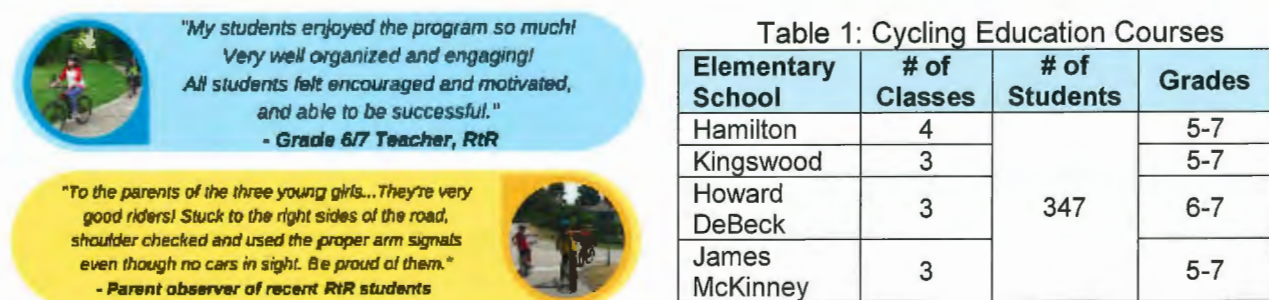 "My students enjoyed the program so much!
Very well organized and engaging!
All students felt encouraged and motivated,
and able to be successful."
- Grade 6/7 Teacher, RtR
"To the parents of the three young girls...They're very
good riders! Stuck to the right sides of the road,
shoulder checked and used the proper arm signals
even though no cars in sight. Be proud of them."
- Parent observer of recent RtR students
Table 1: Cycling Education Courses
Elementary School # of Classes # of Students Grades
Hamilton 4 347 5-7
Kingswood 3 5-7
Howard DeBeck 3 6-7
James McKinney 3 5-7